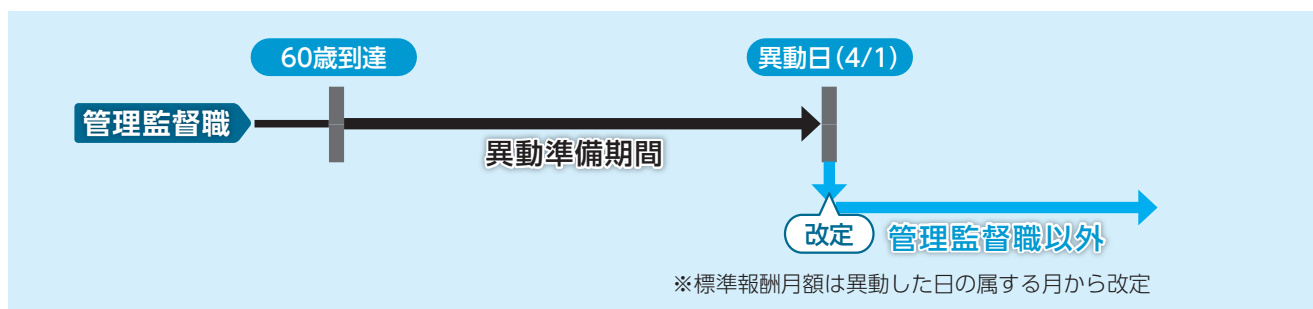 60歳到達
異動日(4/1)
管理監督職
異動準備期間
改定
管理監督職以外
※標準報酬月額は異動した日の属する月から改定